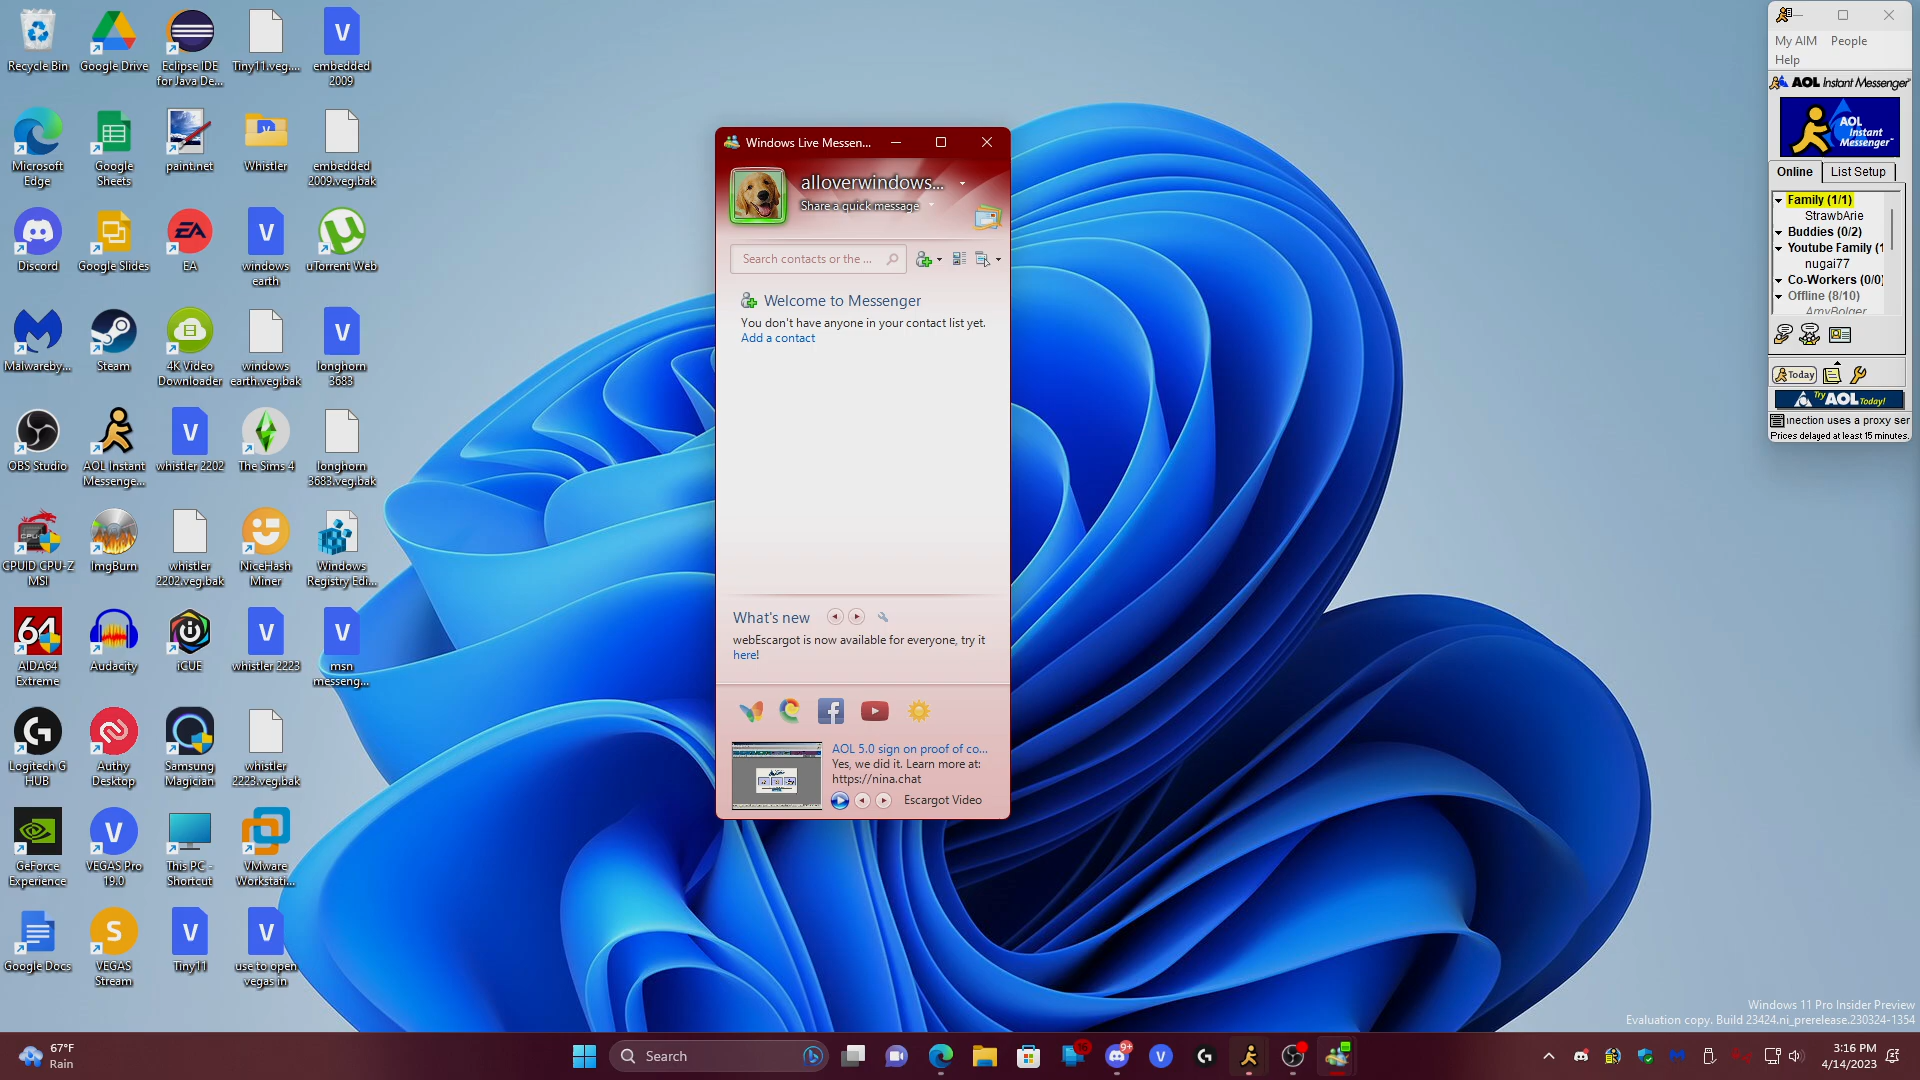 Recycle Bin
Google Drive
Eclipse IDE
for Java De...
Tiny11.veg....
embedded
2009
Microsoft
Edge
Google
Sheets
paint.net
Whistler
embedded
2009.veg.bak
Discord
Google Slides
EA
windows
earth
uTorrent Web
Malwareby...
Steam
4K Video
Downloader
windows
earth.veg.bak
longhorn
3683
OBS Studio
AOL Instant
Messenge...
whistler 2202
The Sims 4
longhorn
3683.veg.bak
CPUID CPU-Z
MSI
ImgBurn
whistler
2202.veg.bak
NiceHash
Miner
Windows
Registry Edi...
64
AIDA64
Extreme
Audacity
iCUE
whistler 2223
msn
messeng...
Logitech G
HUB
Authy
Desktop
Samsung
Magician
whistler
2223.veg.bak
GeForce
Experience
VEGAS Pro
19.0
This PC -
Shortcut
VMware
Workstati...
Google Docs
VEGAS
Stream
Tiny11
use to open
vegas in
Windows Live Messen...
alloverwindows...
Share a quick message
Search contacts or the ...
Welcome to Messenger
You don't have anyone in your contact list yet.
Add a contact
What's new
webEscargot is now available for everyone, try it
here!
AOL 5.0 sign on proof of co...
Yes, we did it. Learn more at:
https://nina.chat
Escargot Video
My AIM People
Help
AOL Instant Messenger
AOL
Instant
Messenger
Online List Setup
Family (1/1)
StrawbArie
Buddies (0/2)
Youtube Family (1
nugai77
Co-Workers (0/0)
Offline (8/10)
AmyBolger
Today
Try AOL Today!
nnection uses a proxy ser
Prices delayed at least 15 minutes.
Windows 11 Pro Insider Preview
Evaluation copy. Build 23424.ni_prerelease.230324-1354
67°F
Rain
Search
9+
3:16 PM
4/14/2023